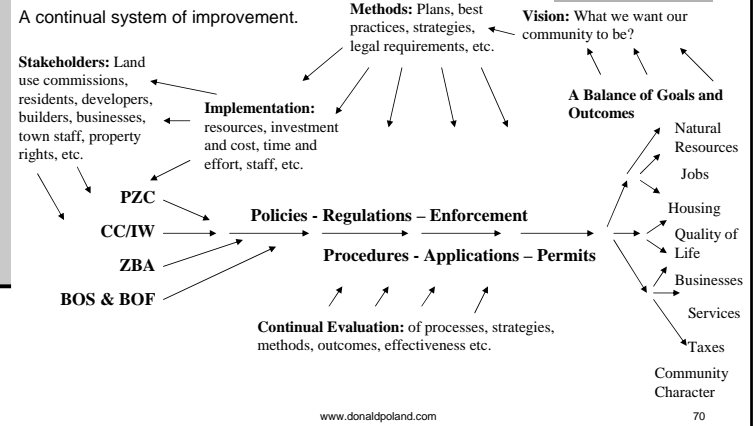 A continual system of improvement.
Methods: Plans, best
practices, strategies,
legal requirements, etc.
Vision: What we want our
community to be?
Stakeholders: Land
use commissions,
residents, developers,
builders, businesses,
town staff, property
rights, etc.
Implementation:
resources, investment
and cost, time and
effort, staff, etc.
A Balance of Goals and
Outcomes
Natural
Resources
Jobs
Housing
Quality of
Life
Businesses
Services
Taxes
Community
Character
PZC
CC/IW
ZBA
BOS & BOF
Policies - Regulations – Enforcement
Procedures - Applications – Permits
Continual Evaluation: of processes, strategies,
methods, outcomes, effectiveness etc.
www.donaldpoland.com
70